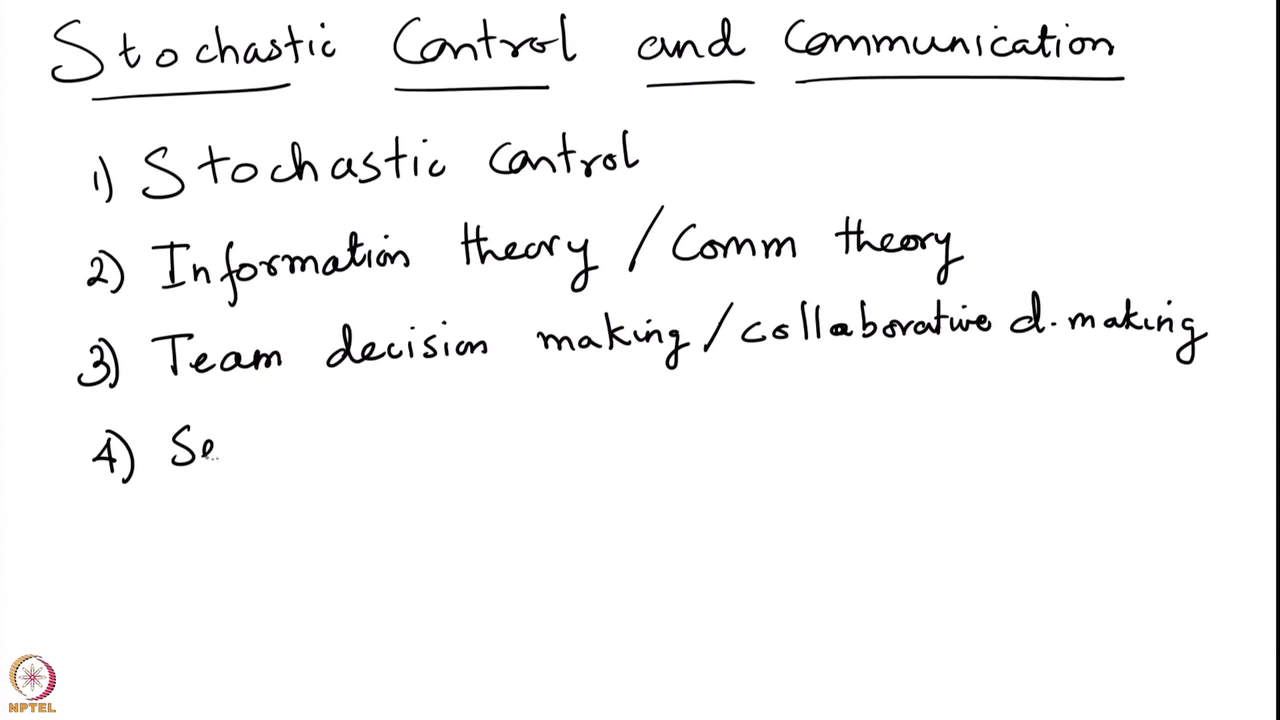 Stochastic Control and Communication
1) Stochastic control
2) Information theory / Comm theory
3) Team decision making / collaborative d. making
4) Se
NPTEL